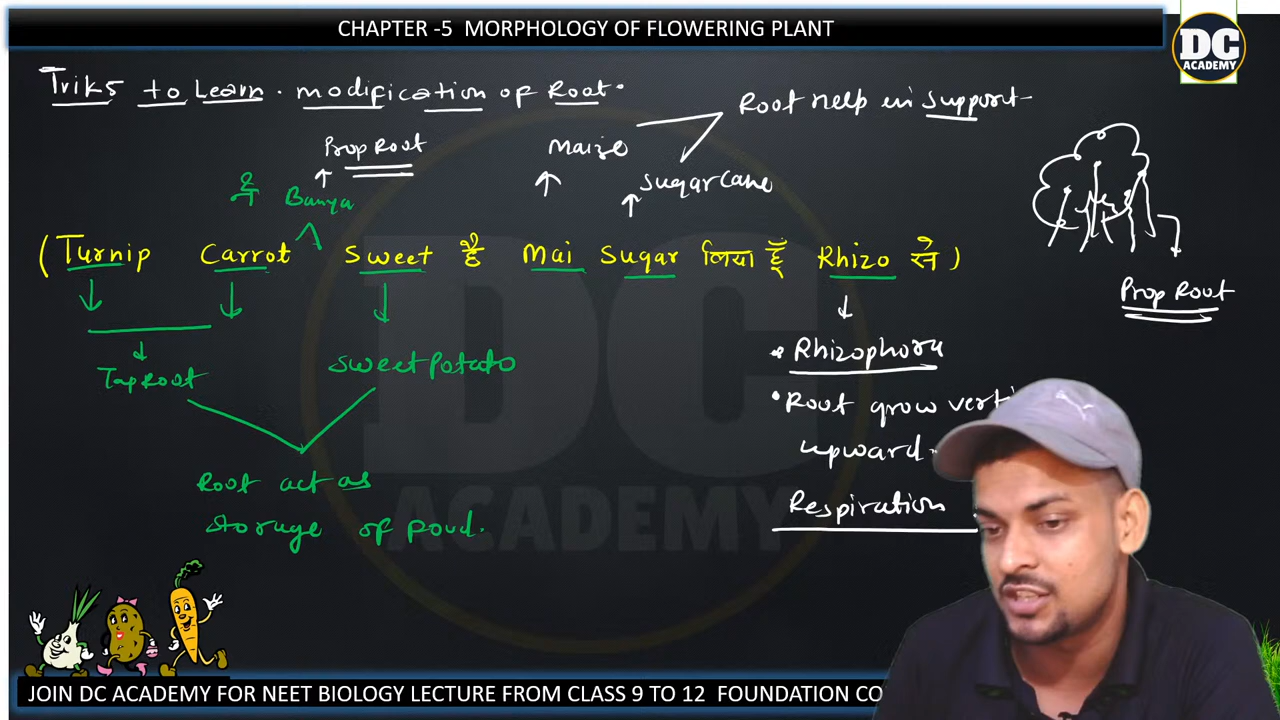 CHAPTER -5 MORPHOLOGY OF FLOWERING PLANT
DC
ACADEMY
Triks to Learn. modification of Root.
Root help in Support
Prop Root
Maize
Sugarcane
ने Banya
(Turnip Carrot ^ Sweet है Mai Sugar लिया हूँ Rhizo से)
Prop Root
Rhizophora
Tap Root
Sweet Potato
Root grow verti
upward.
Root act as
Respiration
storage of food.
DC
ACADEMY
JOIN DC ACADEMY FOR NEET BIOLOGY LECTURE FROM CLASS 9 TO 12 FOUNDATION CO